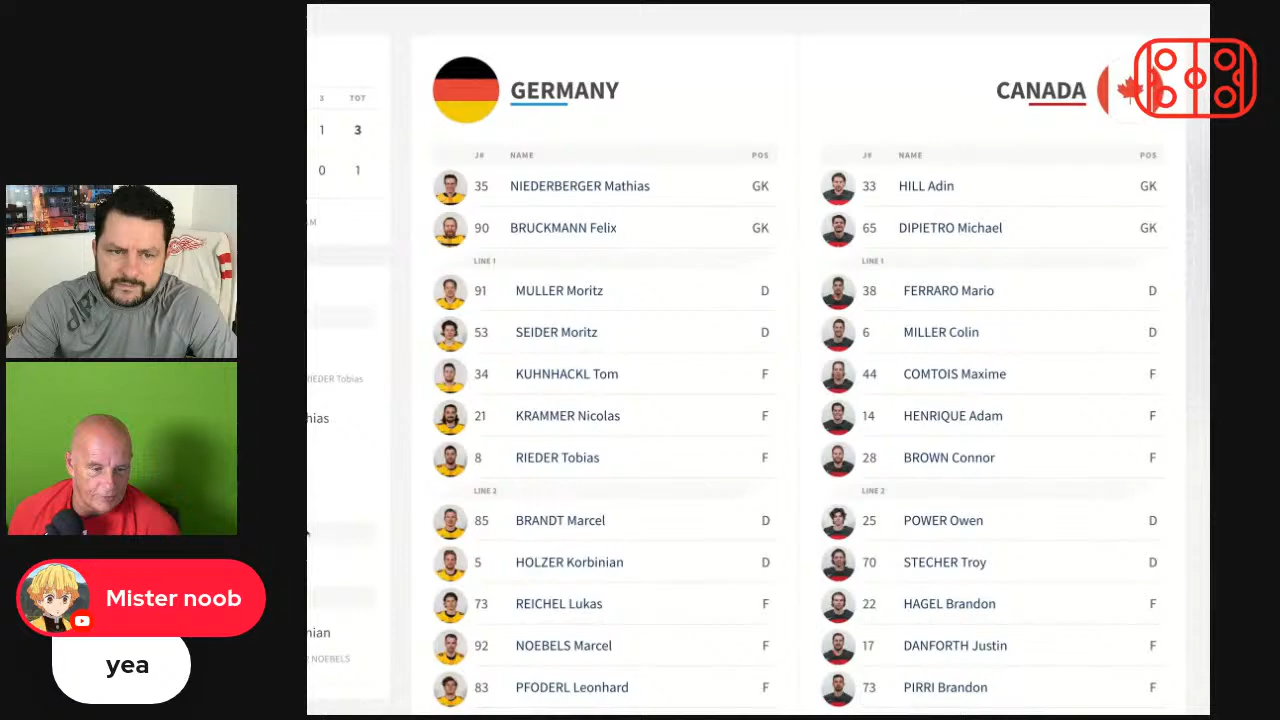 3 TOT
1 3
0 1
RIEDER Tobias
NOEBELS
GERMANY
J# NAME POS
35 NIEDERBERGER Mathias GK
90 BRUCKMANN Felix GK
LINE 1
91 MULLER Moritz D
53 SEIDER Moritz D
34 KUHNHACKL Tom F
21 KRAMMER Nicolas F
8 RIEDER Tobias F
LINE 2
85 BRANDT Marcel D
5 HOLZER Korbinian D
73 REICHEL Lukas F
92 NOEBELS Marcel F
83 PFODERL Leonhard F
CANADA
J# NAME POS
33 HILL Adin GK
65 DIPIETRO Michael GK
LINE 1
38 FERRARO Mario D
6 MILLER Colin D
44 COMTOIS Maxime F
14 HENRIQUE Adam F
28 BROWN Connor F
LINE 2
25 POWER Owen D
70 STECHER Troy D
22 HAGEL Brandon F
17 DANFORTH Justin F
73 PIRRI Brandon F
Mister noob
yea